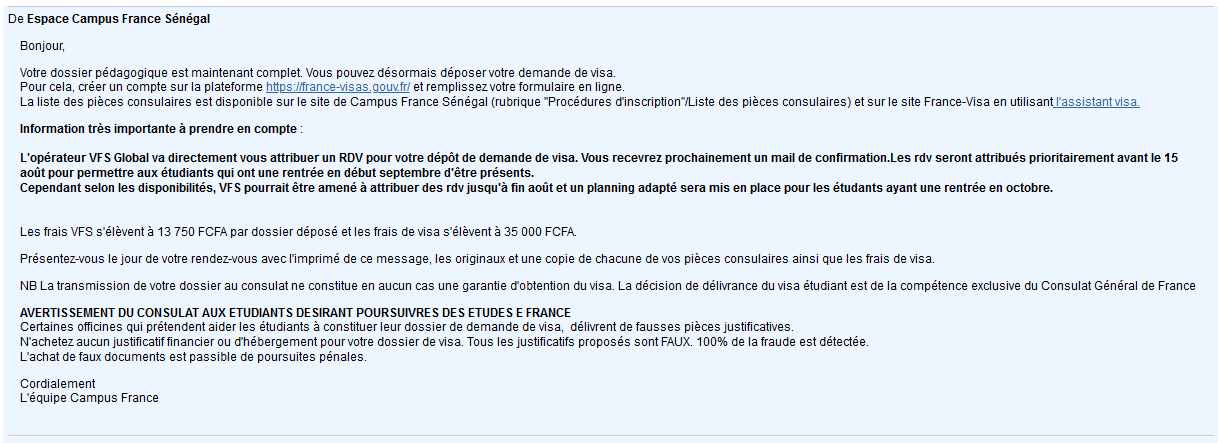 De Espace Campus France Sénégal
Bonjour,
Votre dossier pédagogique est maintenant complet. Vous pouvez désormais déposer votre demande de visa.
Pour cela, créer un compte sur la plateforme https://france-visas.gouv.fr/ et remplissez votre formulaire en ligne.
La liste des pièces consulaires est disponible sur le site de Campus France Sénégal (rubrique "Procédures d'inscription"/Liste des pièces consulaires) et sur le site France-Visa en utilisant l'assistant visa.
Information très importante à prendre en compte :
L'opérateur VFS Global va directement vous attribuer un RDV pour votre dépôt de demande de visa. Vous recevrez prochainement un mail de confirmation.Les rdv seront attribués prioritairement avant le 15
août pour permettre aux étudiants qui ont une rentrée en début septembre d'être présents.
Cependant selon les disponibilités, VFS pourrait être amené à attribuer des rdv jusqu'à fin août et un planning adapté sera mis en place pour les étudants ayant une rentrée en octobre.
Les frais VFS s'élèvent à 13 750 FCFA par dossier déposé et les frais de visa s'élèvent à 35 000 FCFA.
Présentez-vous le jour de votre rendez-vous avec l'imprimé de ce message, les originaux et une copie de chacune de vos pièces consulaires ainsi que les frais de visa.
NB La transmission de votre dossier au consulat ne constitue en aucun cas une garantie d'obtention du visa. La décision de délivrance du visa étudiant est de la compétence exclusive du Consulat Général de France
AVERTISSEMENT DU CONSULAT AUX ETUDIANTS DESIRANT POURSUIVRES DES ETUDES E FRANCE
Certaines officines qui prétendent aider les étudiants à constituer leur dossier de demande de visa, délivrent de fausses pièces justificatives.
N'achetez aucun justificatif financier ou d'hébergement pour votre dossier de visa. Tous les justificatifs proposés sont FAUX. 100% de la fraude est détectée.
L'achat de faux documents est passible de poursuites pénales.
Cordialement
L'équipe Campus France